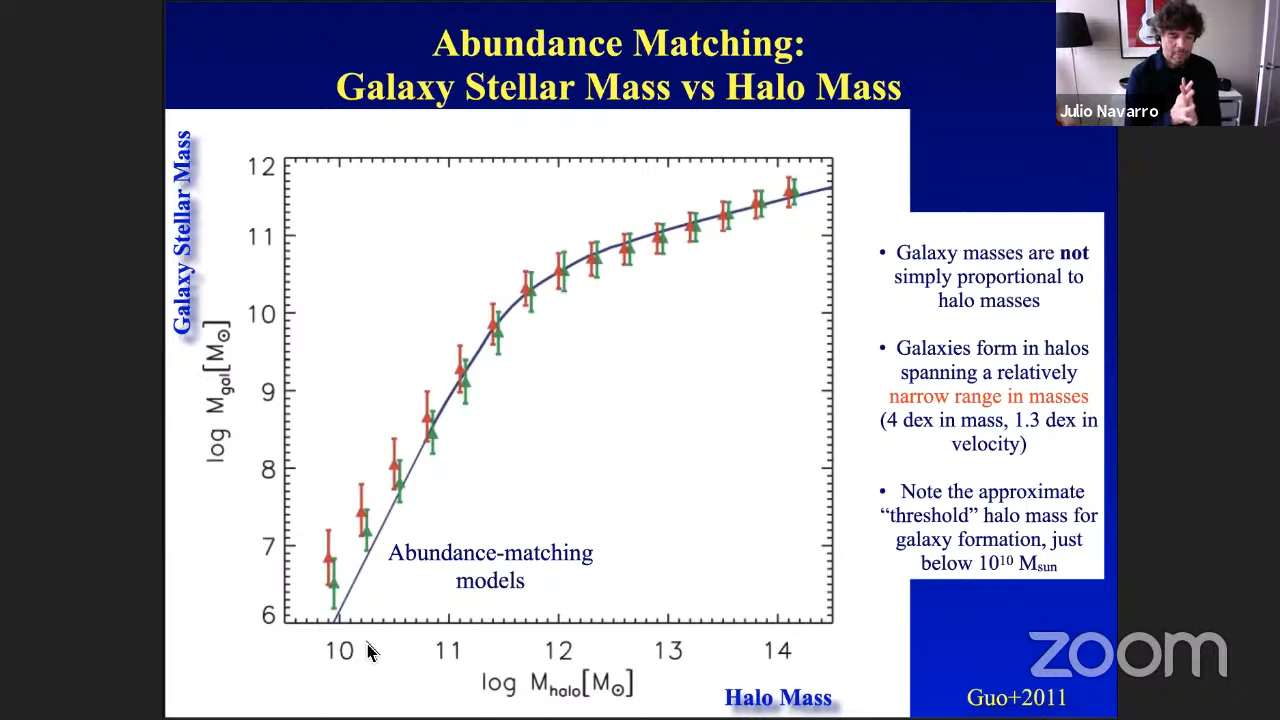 Abundance Matching:
Galaxy Stellar Mass vs Halo Mass
Julio Navarro
Galaxy Stellar Mass
log Mgal[M⊙]
12
11
10
9
8
7
6
Abundance-matching
models
10 11 12 13 14
log Mhalo[M⊙]
Halo Mass
• Galaxy masses are not
simply proportional to
halo masses
• Galaxies form in halos
spanning a relatively
narrow range in masses
(4 dex in mass, 1.3 dex in
velocity)
• Note the approximate
“threshold” halo mass for
galaxy formation, just
below 10¹⁰ Msun
zoom
Guo+2011